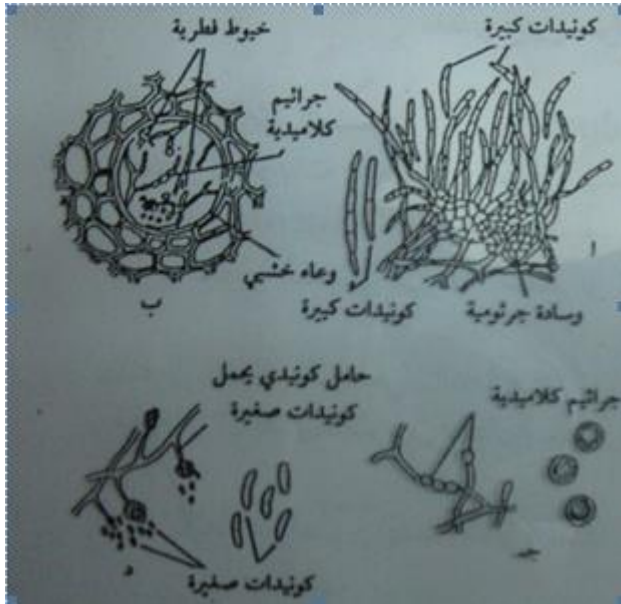 خيوط فطرية
كونيدات كبيرة
جراثيم
كلاميدية
أ
وعاء خشبي
ب
كونيدات كبيرة
وسادة جرثومية
حامل كونيدي يحمل
كونيدات صغيرة
جراثيم كلاميدية
جـ
د
كونيدات صغيرة